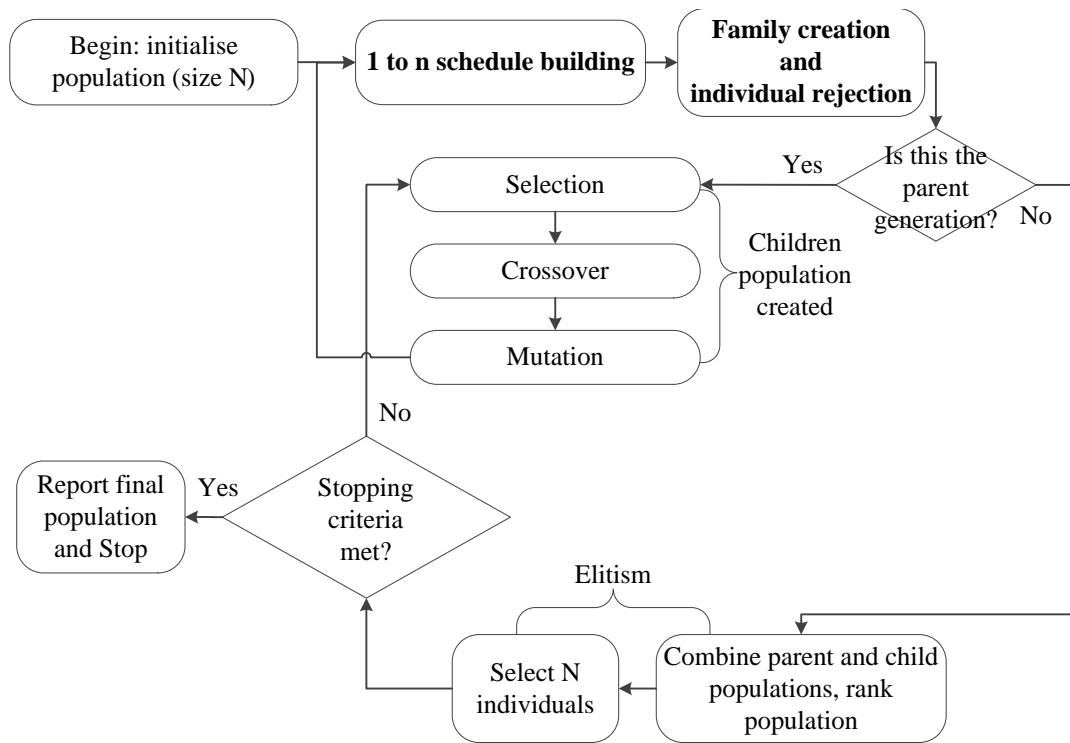 Begin: initialise
population (size N)
1 to n schedule building
Family creation
and
individual rejection
Is this the
parent
generation?
Yes
No
Selection
Crossover
Mutation
Children
population
created
No
Stopping
criteria
met?
Yes
Report final
population
and Stop
Elitism
Select N
individuals
Combine parent and child
populations, rank
population